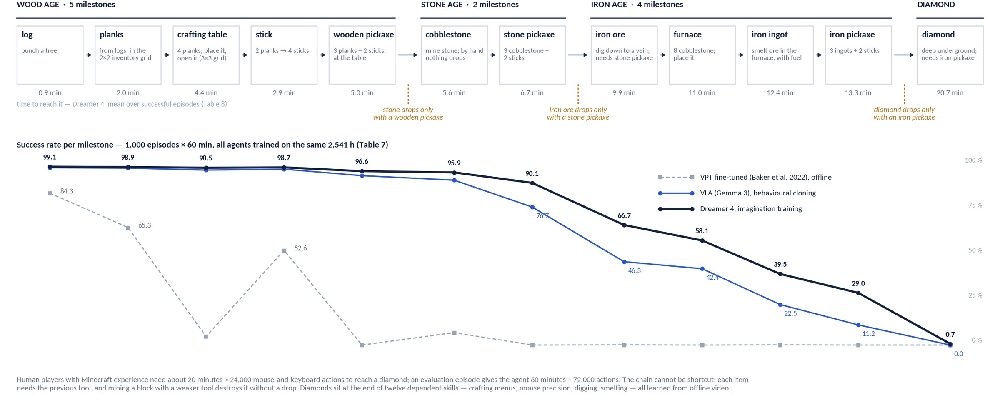 WOOD AGE · 5 milestones
STONE AGE · 2 milestones
IRON AGE · 4 milestones
DIAMOND
log
punch a tree
planks
from logs, in the
2×2 inventory grid
crafting table
4 planks; place it,
open it (3×3 grid)
stick
2 planks → 4 sticks
wooden pickaxe
3 planks + 2 sticks,
at the table
cobblestone
mine stone; by hand
nothing drops
stone pickaxe
3 cobblestone +
2 sticks
iron ore
dig down to a vein;
needs stone pickaxe
furnace
8 cobblestone;
place it
iron ingot
smelt ore in the
furnace, with fuel
iron pickaxe
3 ingots + 2 sticks
diamond
deep underground;
needs iron pickaxe
0.9 min
2.0 min
4.4 min
2.9 min
5.0 min
5.6 min
6.7 min
9.9 min
11.0 min
12.4 min
13.3 min
20.7 min
time to reach it — Dreamer 4, mean over successful episodes (Table 8)
stone drops only
with a wooden pickaxe
iron ore drops only
with a stone pickaxe
diamond drops only
with an iron pickaxe
Success rate per milestone — 1,000 episodes × 60 min, all agents trained on the same 2,541 h (Table 7)
99.1
98.9
98.5
98.7
96.6
95.9
90.1
66.7
58.1
39.5
29.0
0.7
84.3
65.3
52.6
76.7
46.3
42.4
22.5
11.2
0.0
100 %
75 %
50 %
25 %
0 %
VPT fine-tuned (Baker et al. 2022), offline
VLA (Gemma 3), behavioural cloning
Dreamer 4, imagination training
Human players with Minecraft experience need about 20 minutes ≈ 24,000 mouse-and-keyboard actions to reach a diamond; an evaluation episode gives the agent 60 minutes = 72,000 actions. The chain cannot be shortcut: each item
needs the previous tool, and mining a block with a weaker tool destroys it without a drop. Diamonds sit at the end of twelve dependent skills — crafting menus, mouse precision, digging, smelting — all learned from offline video.